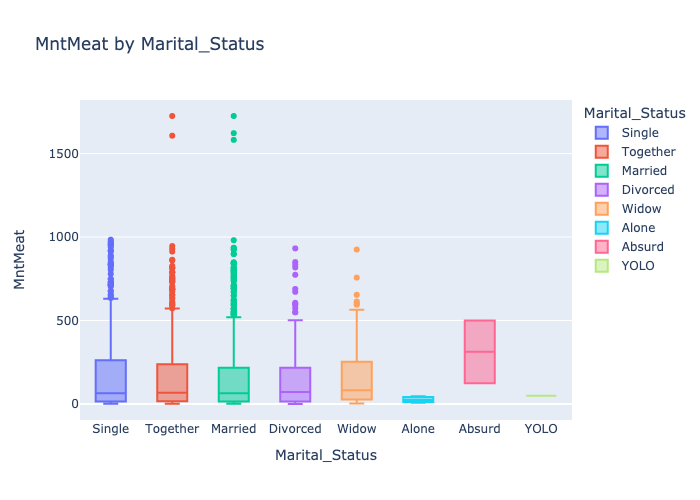 MntMeat by Marital_Status
Marital_Status
Single
Together
Married
Divorced
Widow
Alone
Absurd
YOLO
MntMeat
1500
1000
500
0
Single Together Married Divorced Widow Alone Absurd YOLO
Marital_Status